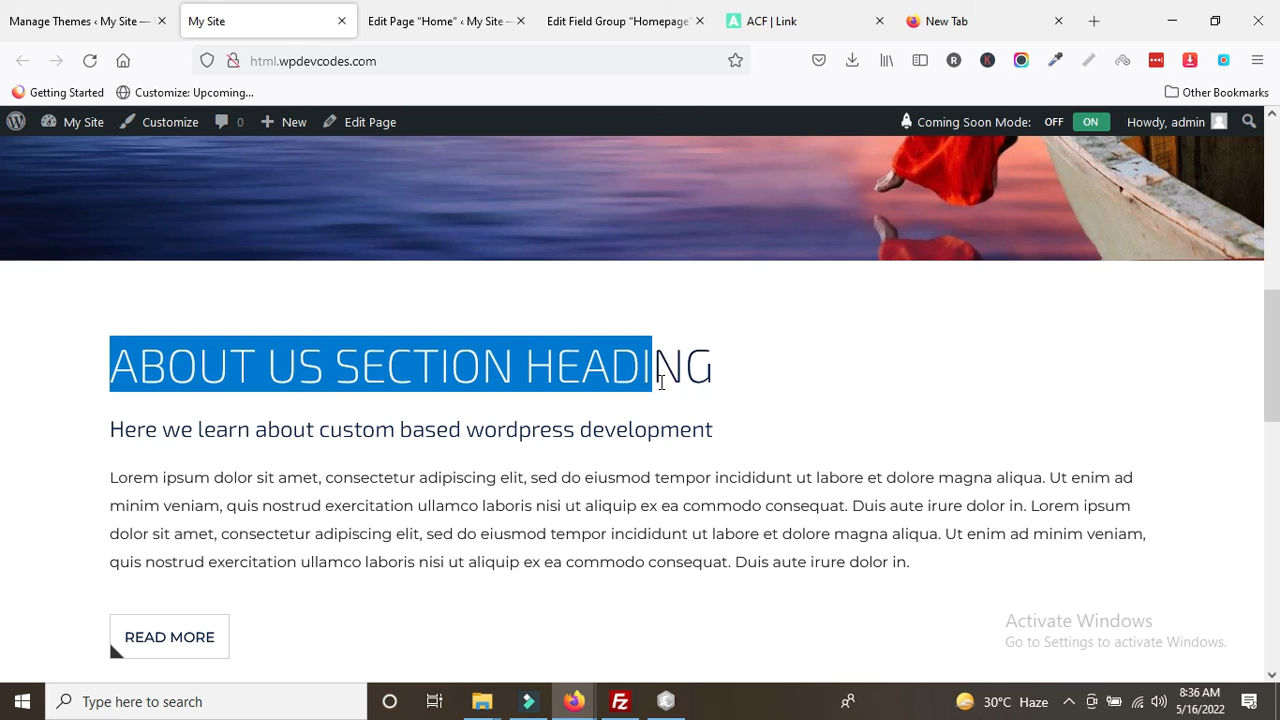 Manage Themes ‹ My Site —
My Site
Edit Page “Home” ‹ My Site —
Edit Field Group “Homepage”
ACF | Link
New Tab
html.wpdevcodes.com
Getting Started
Customize: Upcoming...
Other Bookmarks
My Site
Customize
0
New
Edit Page
Coming Soon Mode:
OFF
ON
Howdy, admin
ABOUT US SECTION HEADING
Here we learn about custom based wordpress development
Lorem ipsum dolor sit amet, consectetur adipiscing elit, sed do eiusmod tempor incididunt ut labore et dolore magna aliqua. Ut enim ad
minim veniam, quis nostrud exercitation ullamco laboris nisi ut aliquip ex ea commodo consequat. Duis aute irure dolor in. Lorem ipsum
dolor sit amet, consectetur adipiscing elit, sed do eiusmod tempor incididunt ut labore et dolore magna aliqua. Ut enim ad minim veniam,
quis nostrud exercitation ullamco laboris nisi ut aliquip ex ea commodo consequat. Duis aute irure dolor in.
READ MORE
Activate Windows
Go to Settings to activate Windows.
Type here to search
30°C Haze
8:36 AM
5/16/2022